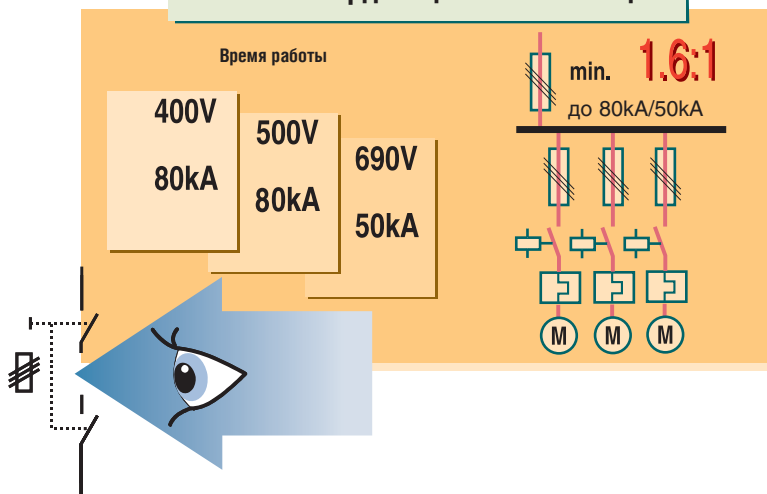 Время работы
400V
80kA
500V
80kA
690V
50kA
min. 1.6:1
до 80kA/50kA
M M M